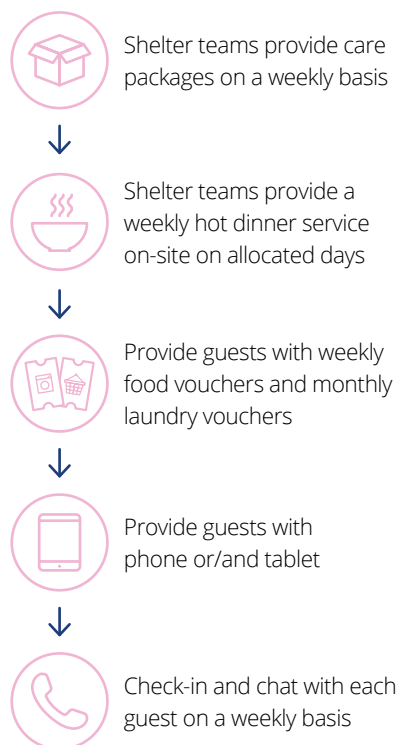 Shelter teams provide care
packages on a weekly basis
Shelter teams provide a
weekly hot dinner service
on-site on allocated days
Provide guests with weekly
food vouchers and monthly
laundry vouchers
Provide guests with
phone or/and tablet
Check-in and chat with each
guest on a weekly basis